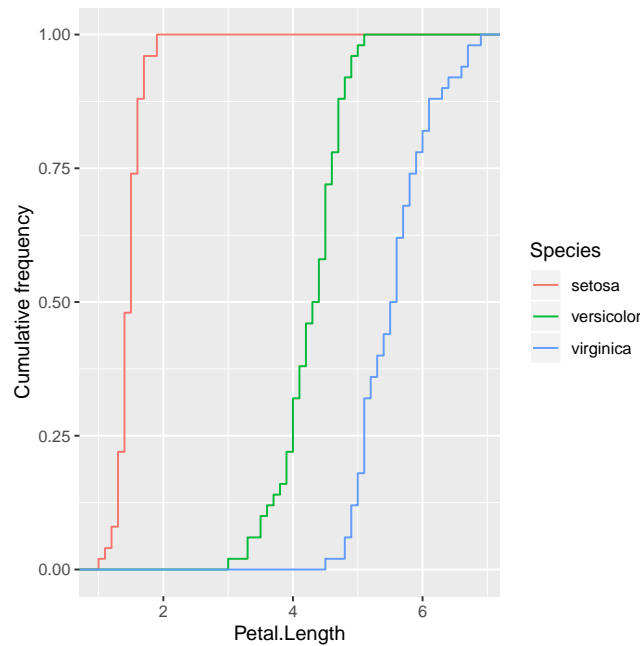 1.00
0.75
0.50
0.25
0.00
Cumulative frequency
2 4 6
Petal.Length
Species
setosa
versicolor
virginica